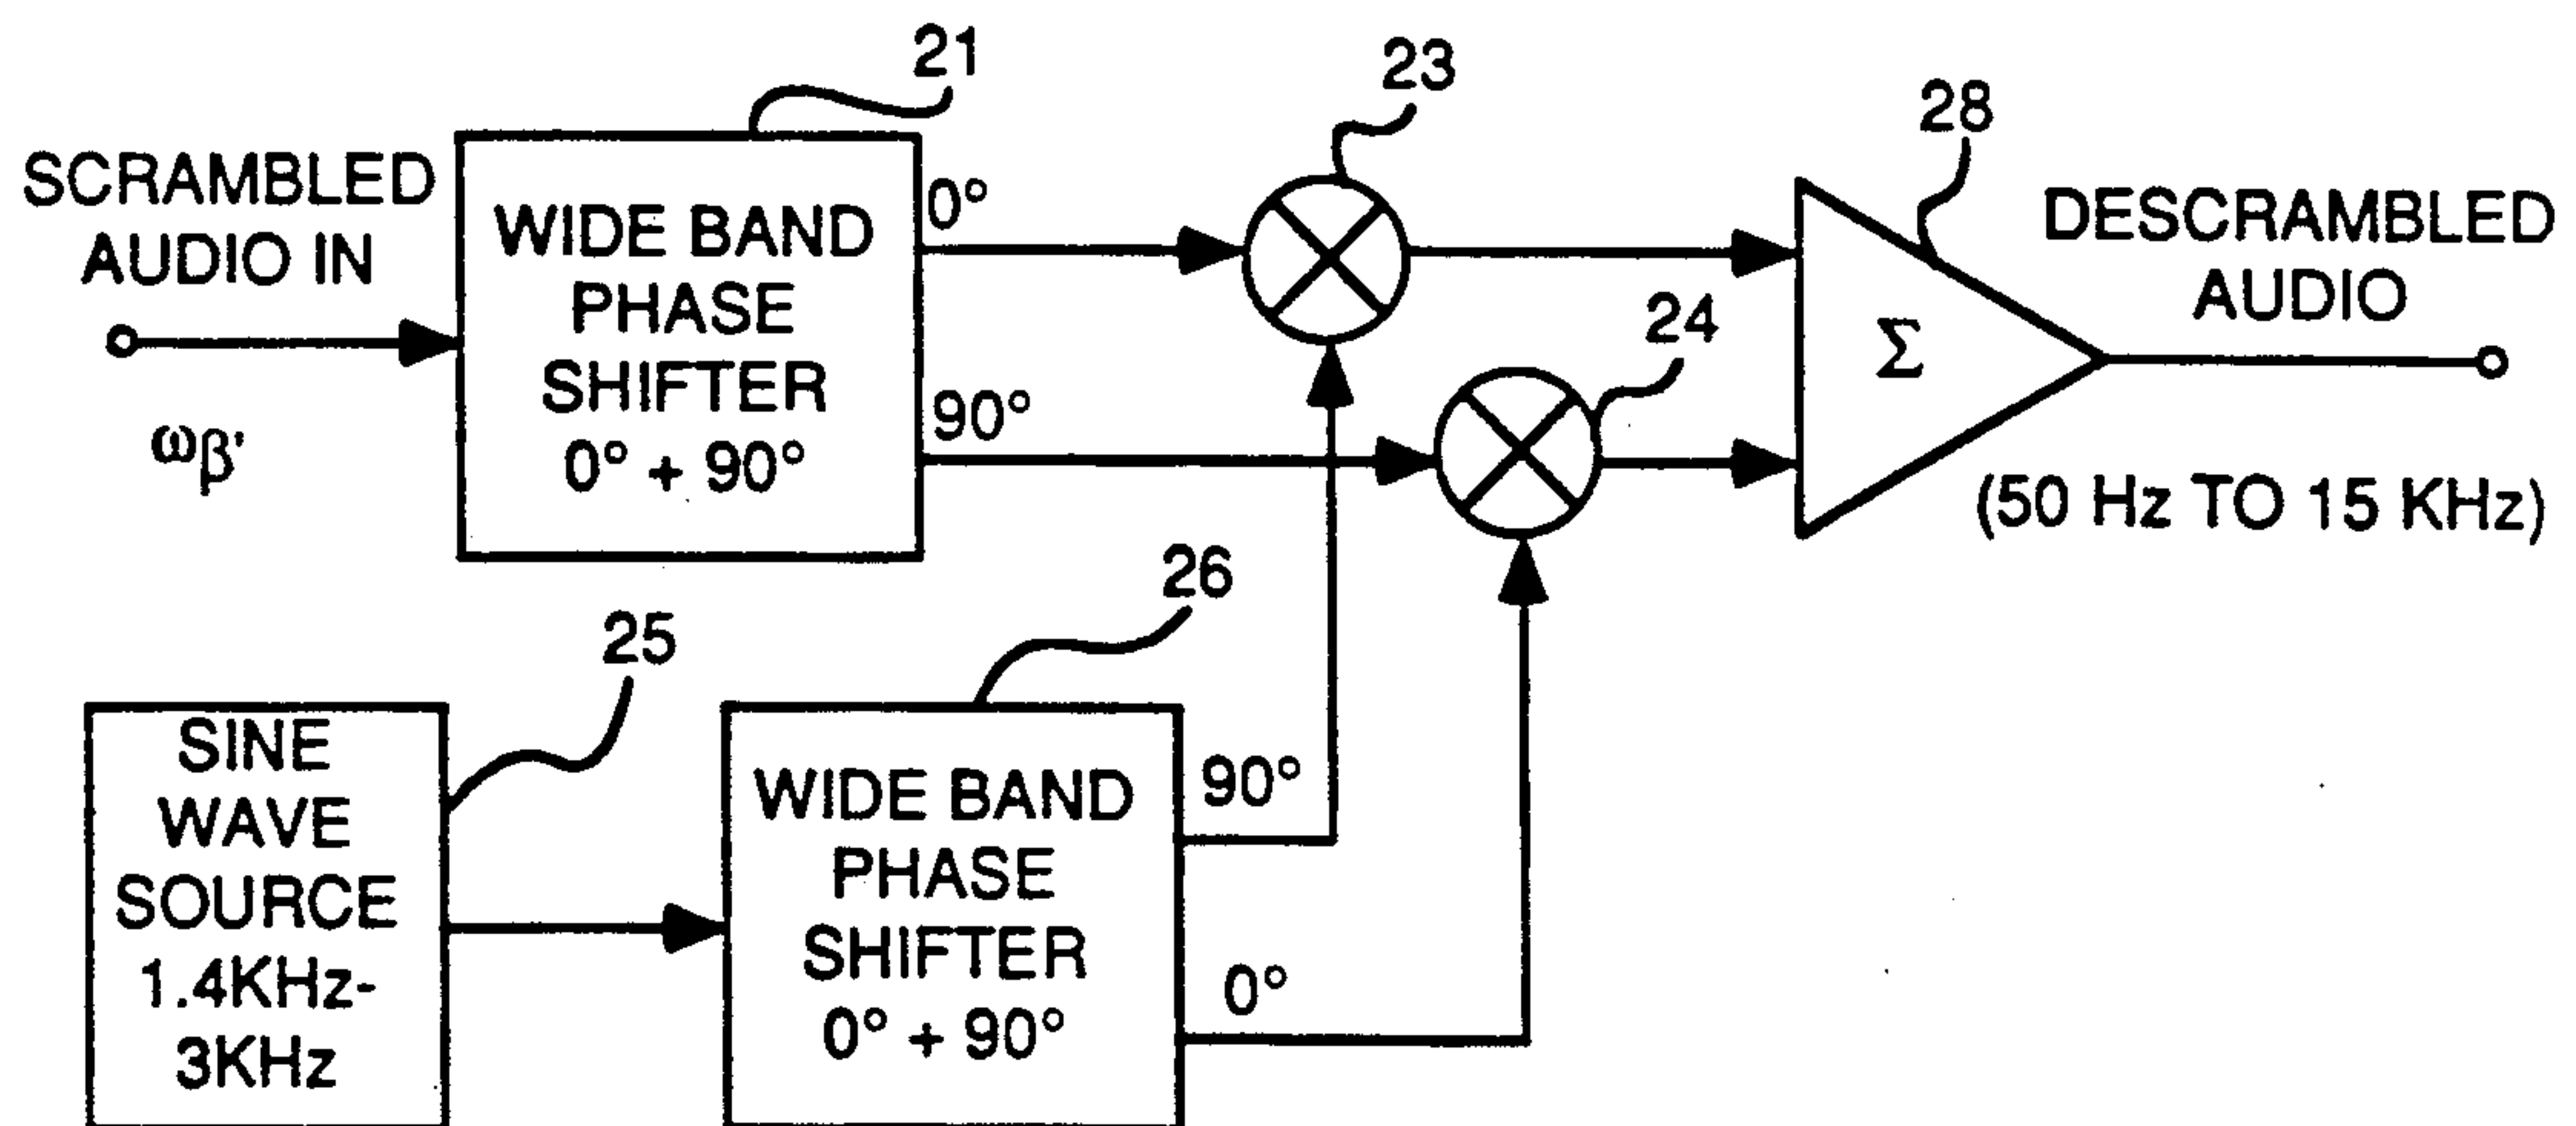 21
23
28
SCRAMBLED
AUDIO IN
ωβ'
WIDE BAND
PHASE
SHIFTER
0° + 90°
0°
90°
24
Σ
DESCRAMBLED
AUDIO
(50 Hz TO 15 KHz)
25
26
SINE
WAVE
SOURCE
1.4KHz-
3KHz
WIDE BAND
PHASE
SHIFTER
0° + 90°
90°
0°